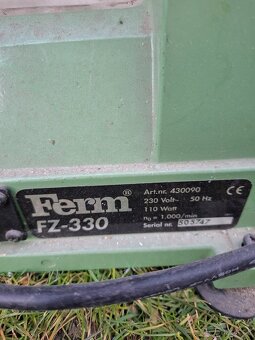 Ferm®
FZ-330
Art.nr. 430090
230 Volt~ 50 Hz
110 Watt
n₀ = 1.000/min
Serial nr. 505747
CE